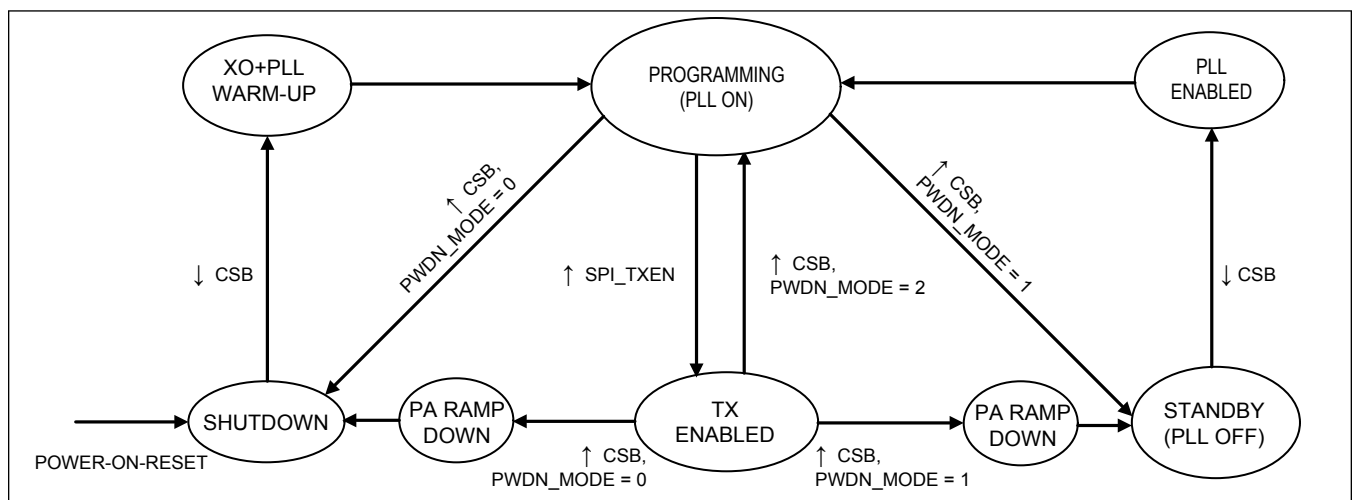 XO+PLL
WARM-UP
PROGRAMMING
(PLL ON)
PLL
ENABLED
↑ CSB,
PWDN_MODE = 0
↑ CSB,
PWDN_MODE = 1
↓ CSB
↑ SPI_TXEN
↑ CSB,
PWDN_MODE = 2
↓ CSB
SHUTDOWN
PA RAMP
DOWN
TX
ENABLED
PA RAMP
DOWN
STANDBY
(PLL OFF)
POWER-ON-RESET
↑ CSB,
PWDN_MODE = 0
↑ CSB,
PWDN_MODE = 1